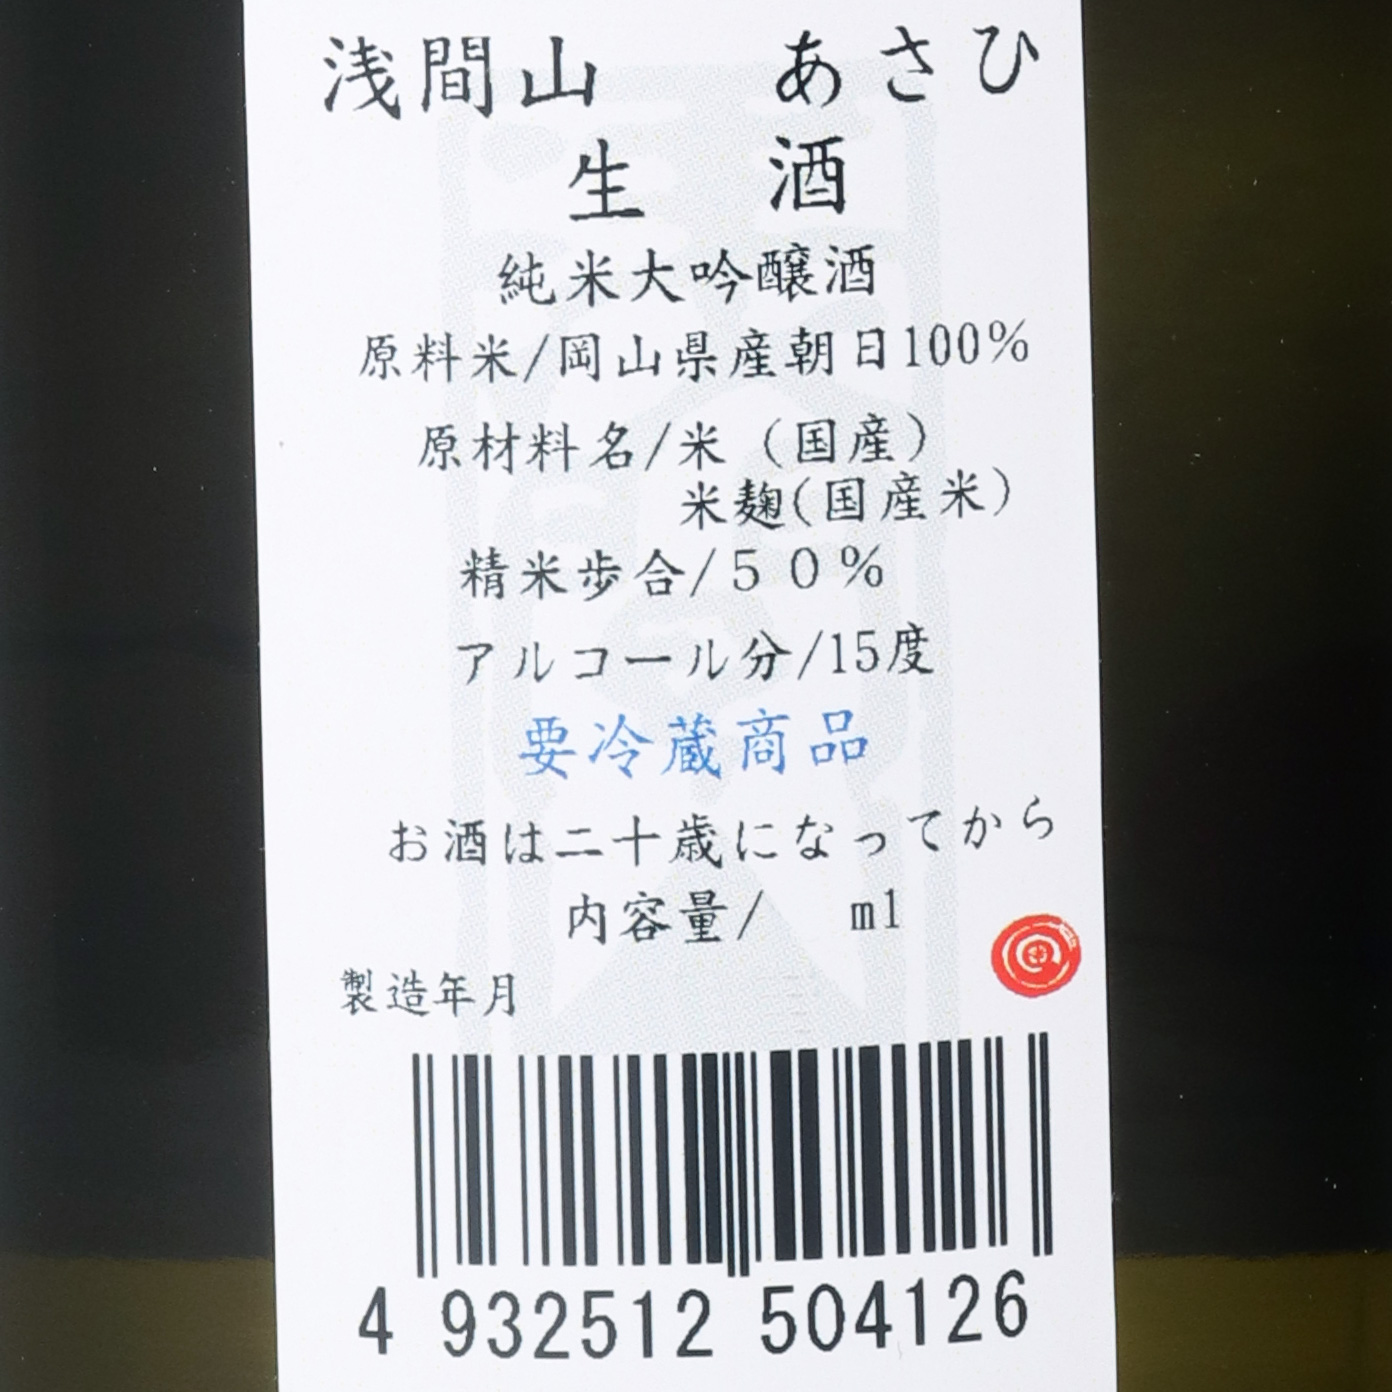 浅間山　あさひ
生　酒
純米大吟醸酒
原料米/岡山県産朝日100%
原材料名/米（国産）
米麹(国産米)
精米歩合/５０%
アルコール分/15度
要冷蔵商品
お酒は二十歳になってから
内容量/　ml
製造年月
4 932512 504126